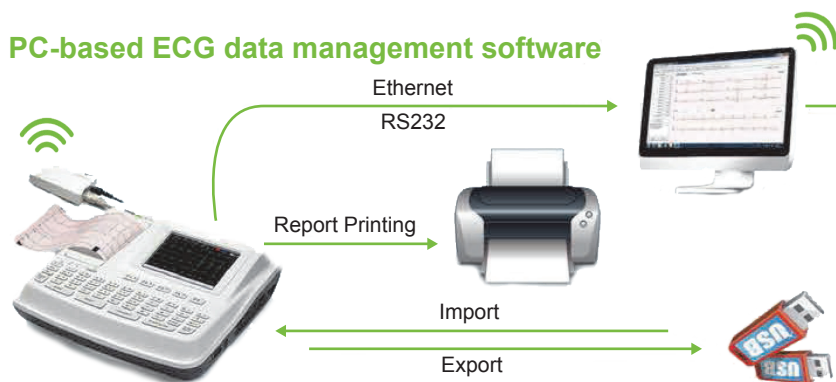 PC-based ECG data management software
Ethernet
RS232
Report Printing
Import
Export
USB
USB